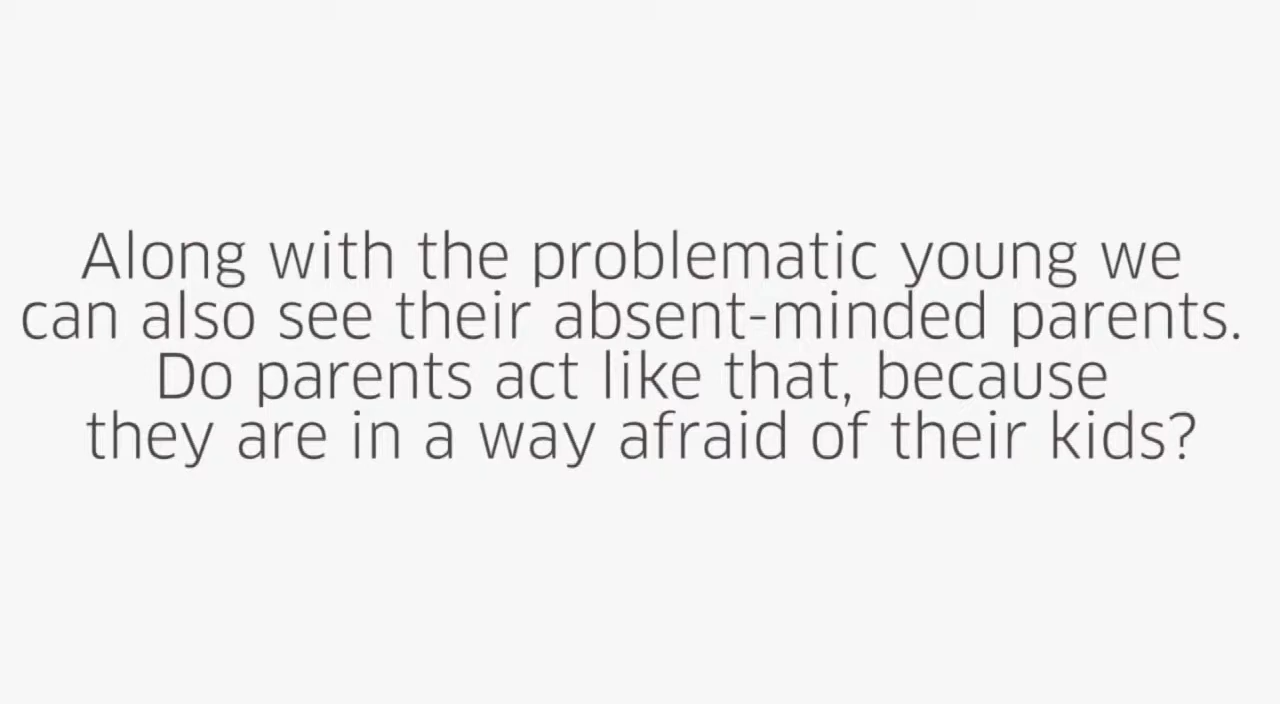 Along with the problematic young we
can also see their absent-minded parents.
Do parents act like that, because
they are in a way afraid of their kids?